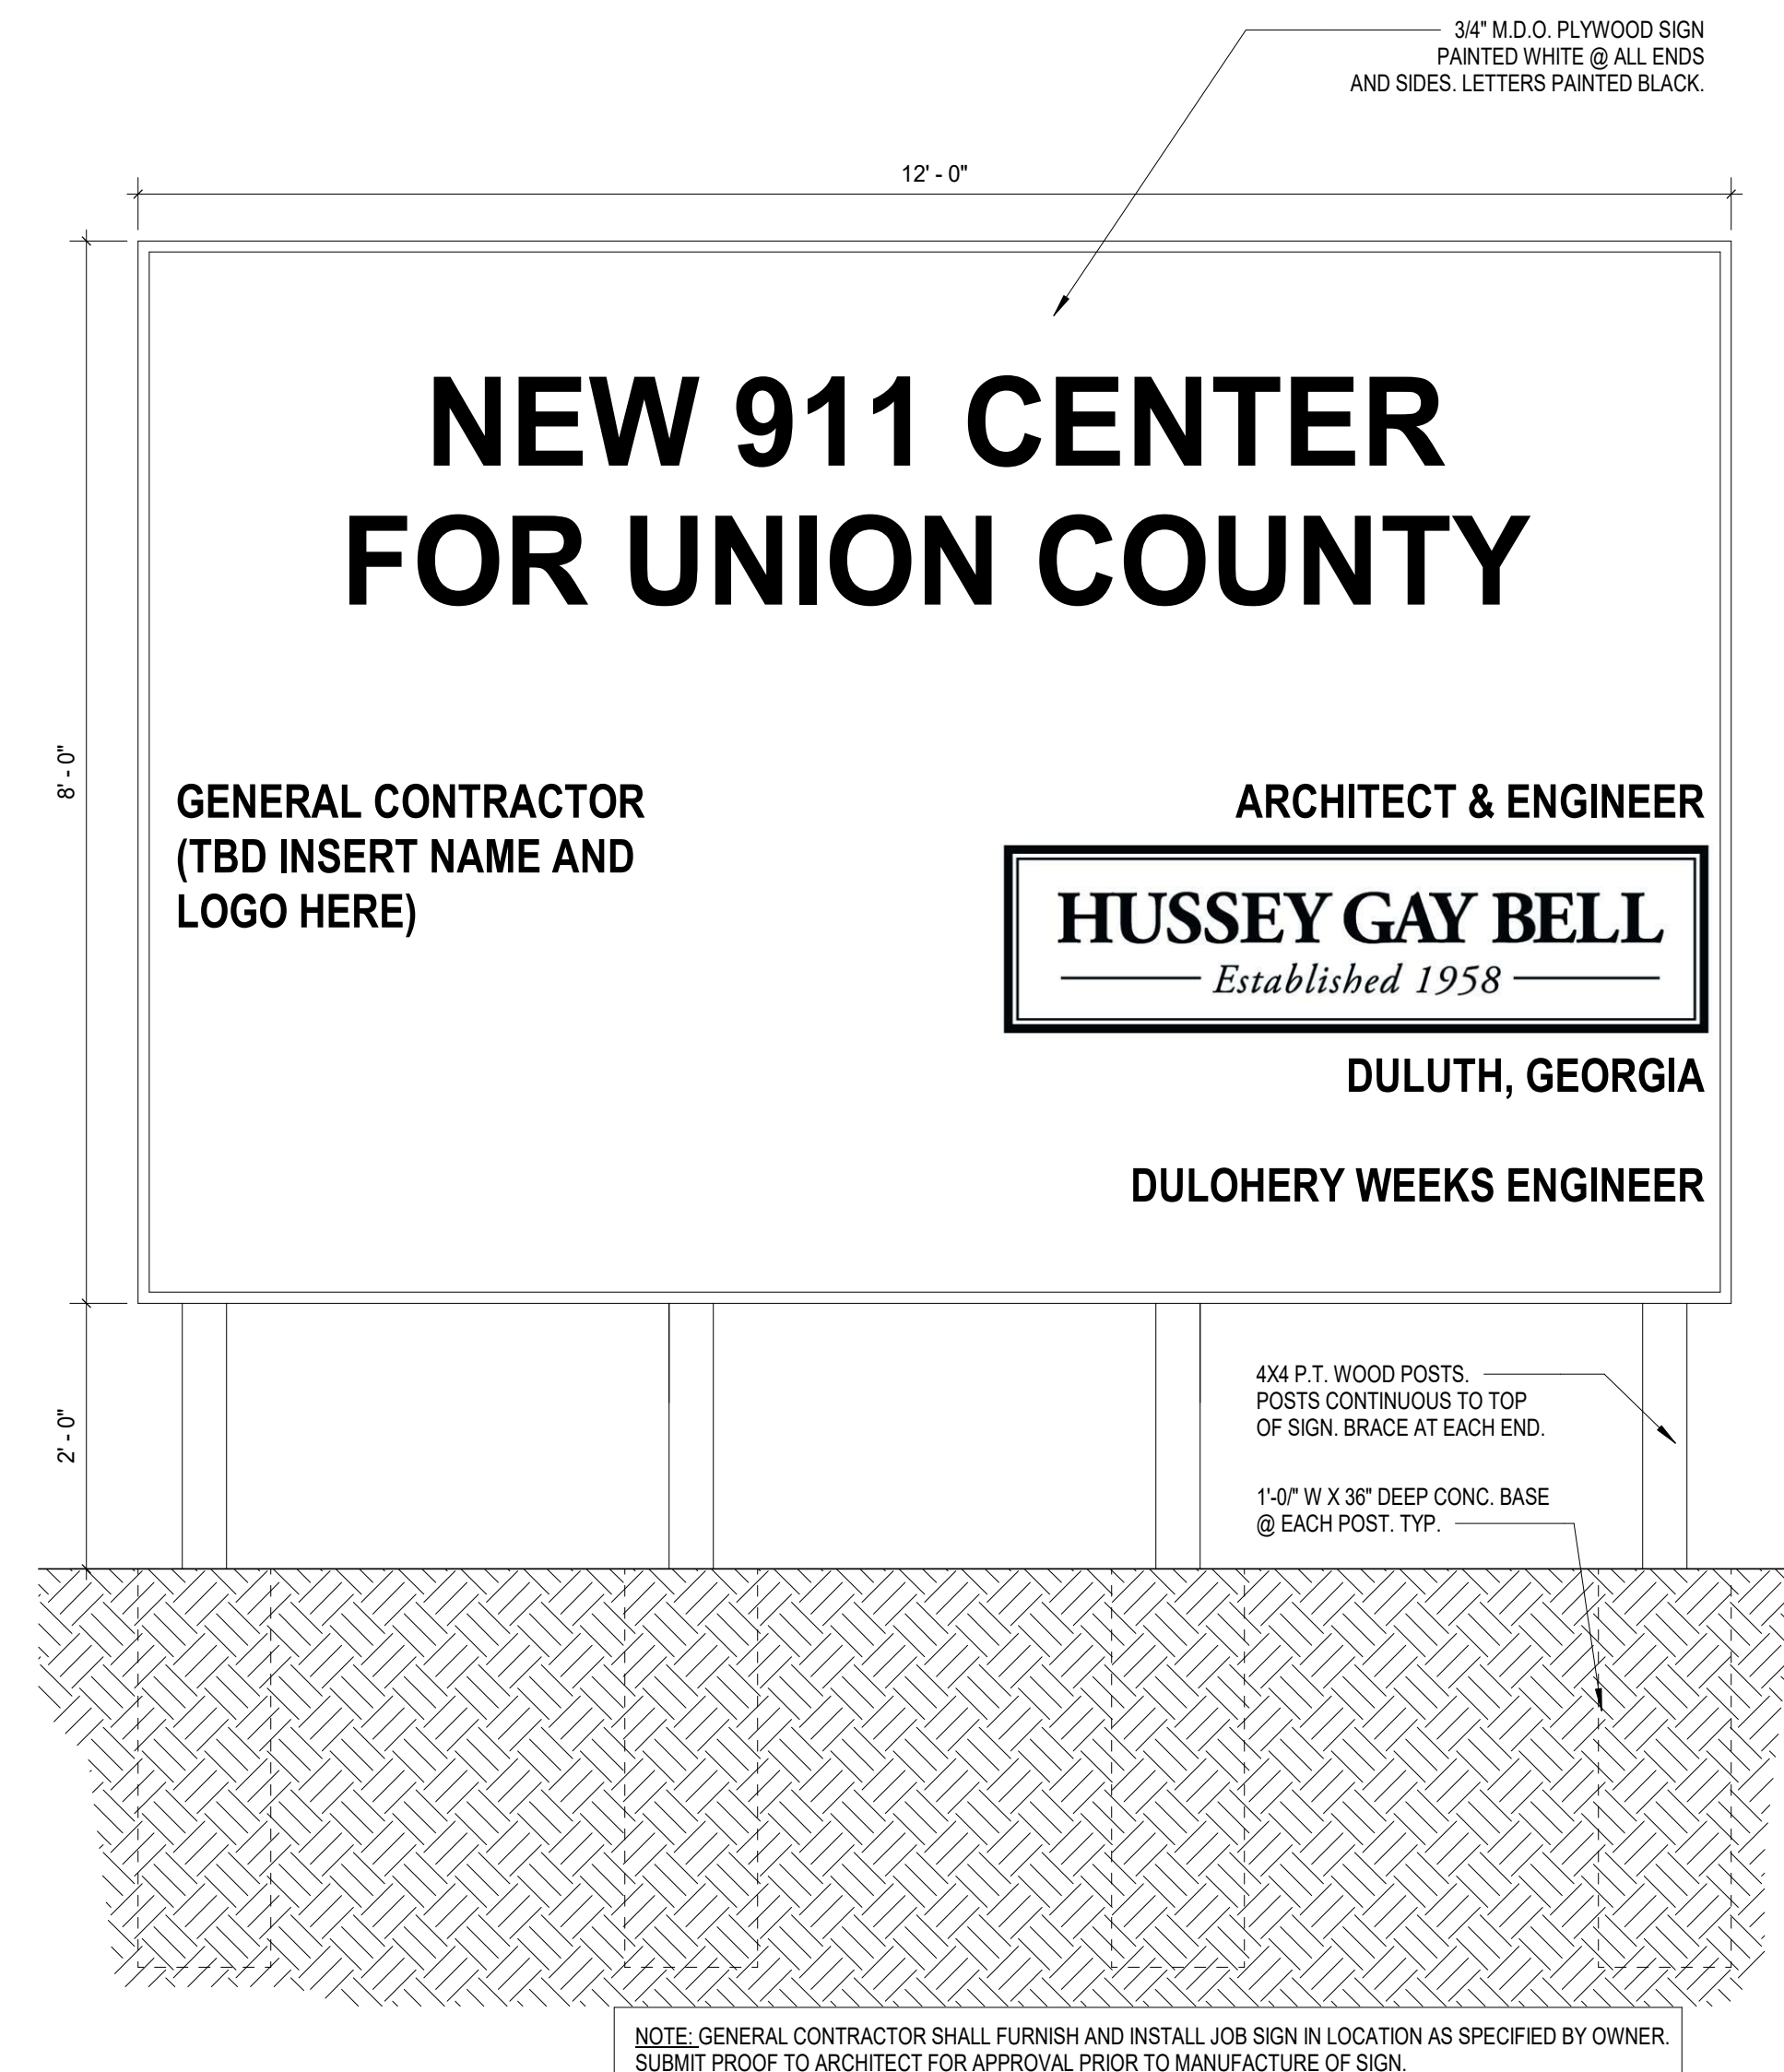 3/4" M.D.O. PLYWOOD SIGN
PAINTED WHITE @ ALL ENDS
AND SIDES. LETTERS PAINTED BLACK.
12' - 0"
8' - 0"
NEW 911 CENTER
FOR UNION COUNTY
GENERAL CONTRACTOR
(TBD INSERT NAME AND
LOGO HERE)
ARCHITECT & ENGINEER
HUSSEY GAY BELL
Established 1958
DULUTH, GEORGIA
DULOHERY WEEKS ENGINEER
2' - 0"
4X4 P.T. WOOD POSTS.
POSTS CONTINUOUS TO TOP
OF SIGN. BRACE AT EACH END.
1'-0/" W X 36" DEEP CONC. BASE
@ EACH POST. TYP.
NOTE: GENERAL CONTRACTOR SHALL FURNISH AND INSTALL JOB SIGN IN LOCATION AS SPECIFIED BY OWNER.
SUBMIT PROOF TO ARCHITECT FOR APPROVAL PRIOR TO MANUFACTURE OF SIGN.